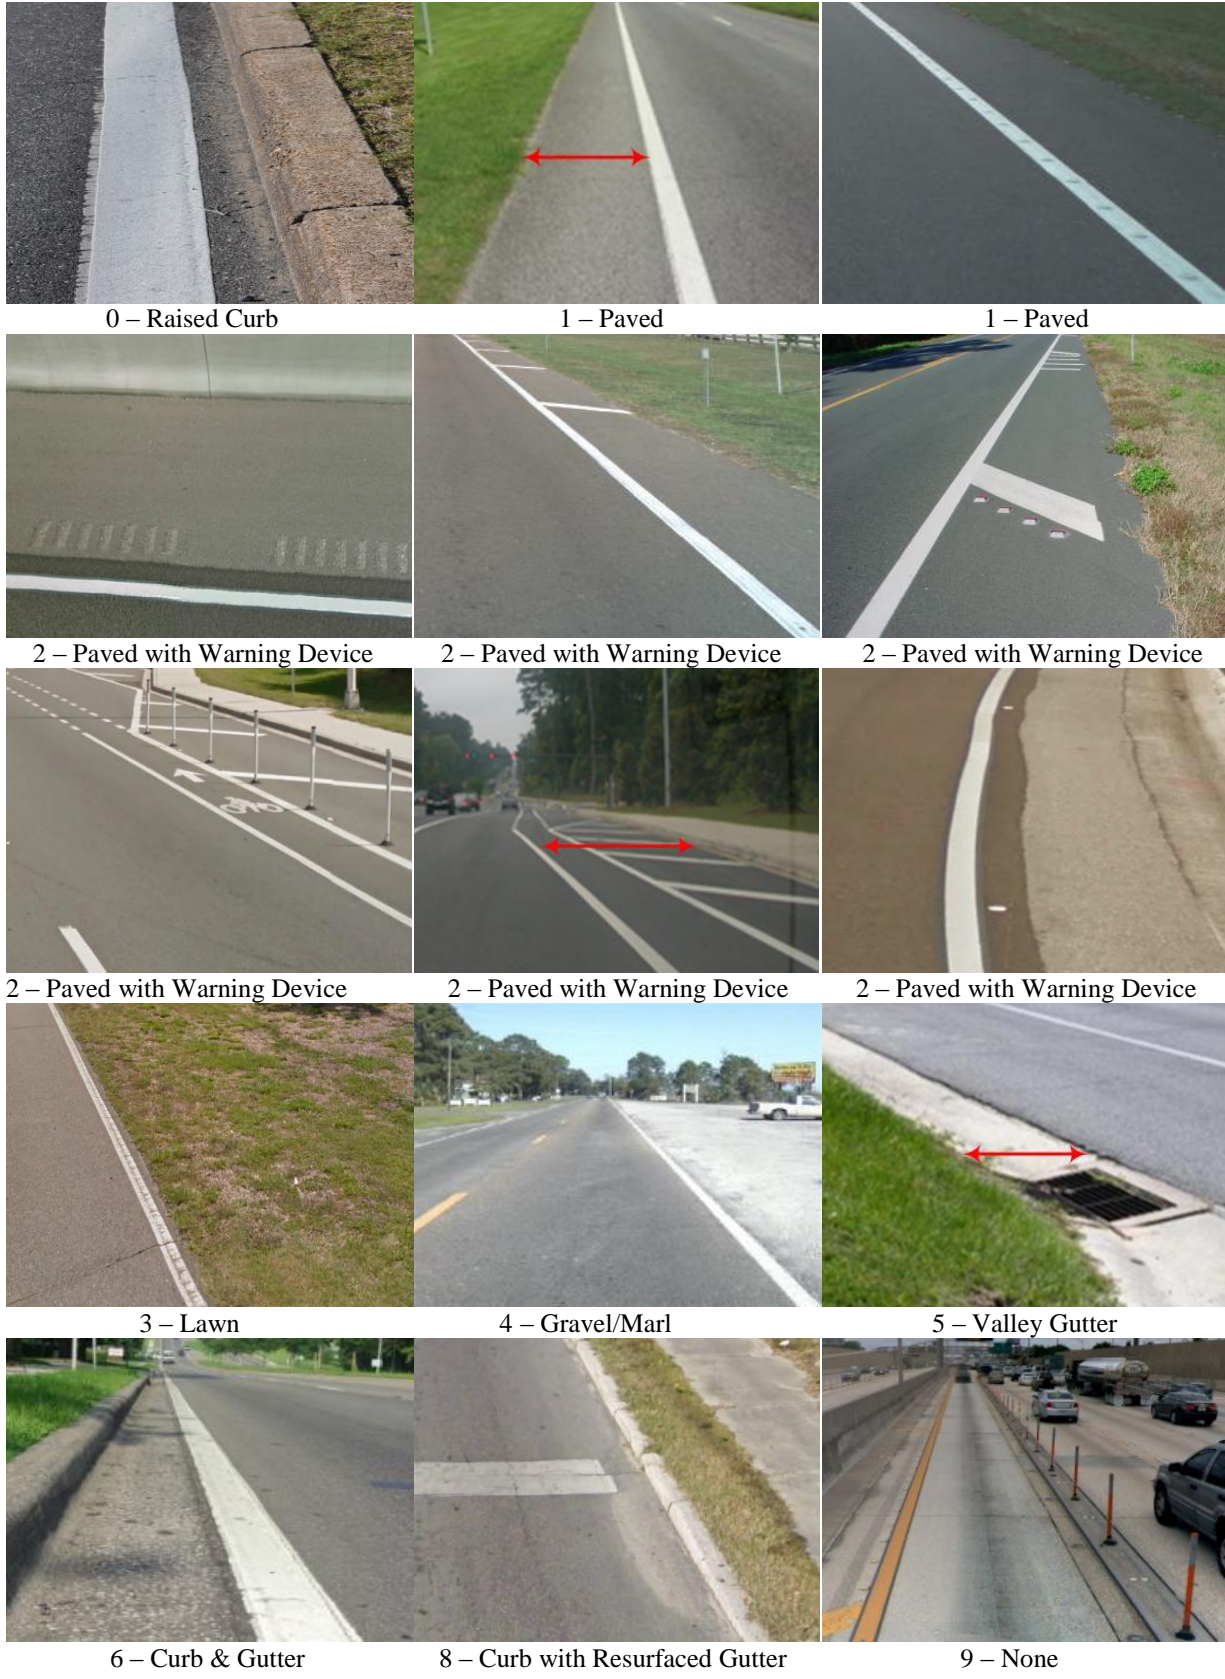 0 – Raised Curb
1 – Paved
1 – Paved
2 – Paved with Warning Device
2 – Paved with Warning Device
2 – Paved with Warning Device
2 – Paved with Warning Device
2 – Paved with Warning Device
2 – Paved with Warning Device
3 – Lawn
4 – Gravel/Marl
5 – Valley Gutter
6 – Curb & Gutter
8 – Curb with Resurfaced Gutter
9 – None